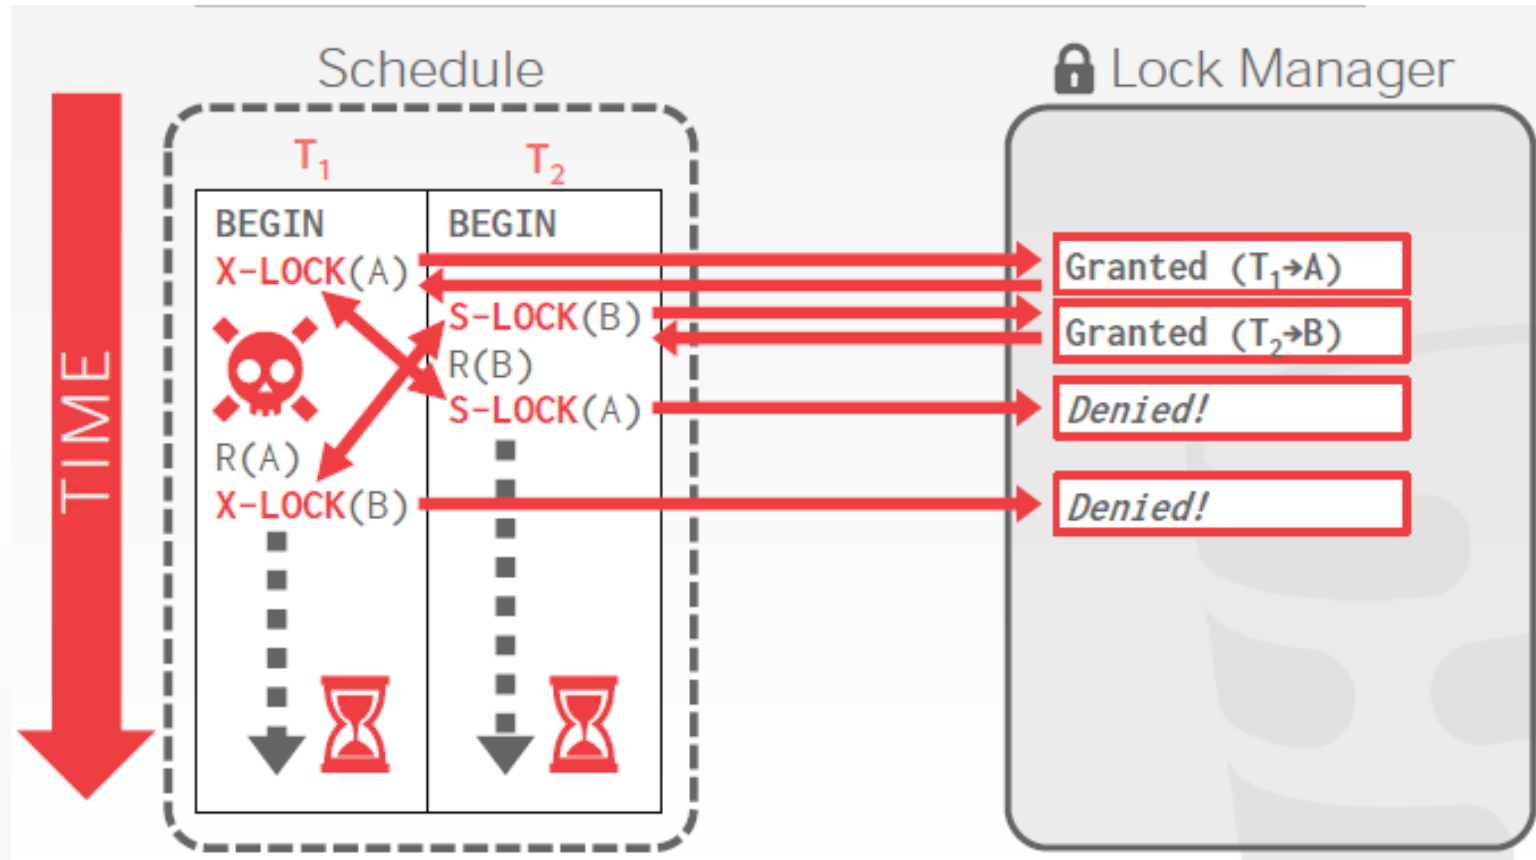 Schedule
Lock Manager
TIME
T1
T2
BEGIN
BEGIN
X-LOCK(A)
Granted (T1→A)
S-LOCK(B)
Granted (T2→B)
R(B)
S-LOCK(A)
Denied!
R(A)
X-LOCK(B)
Denied!